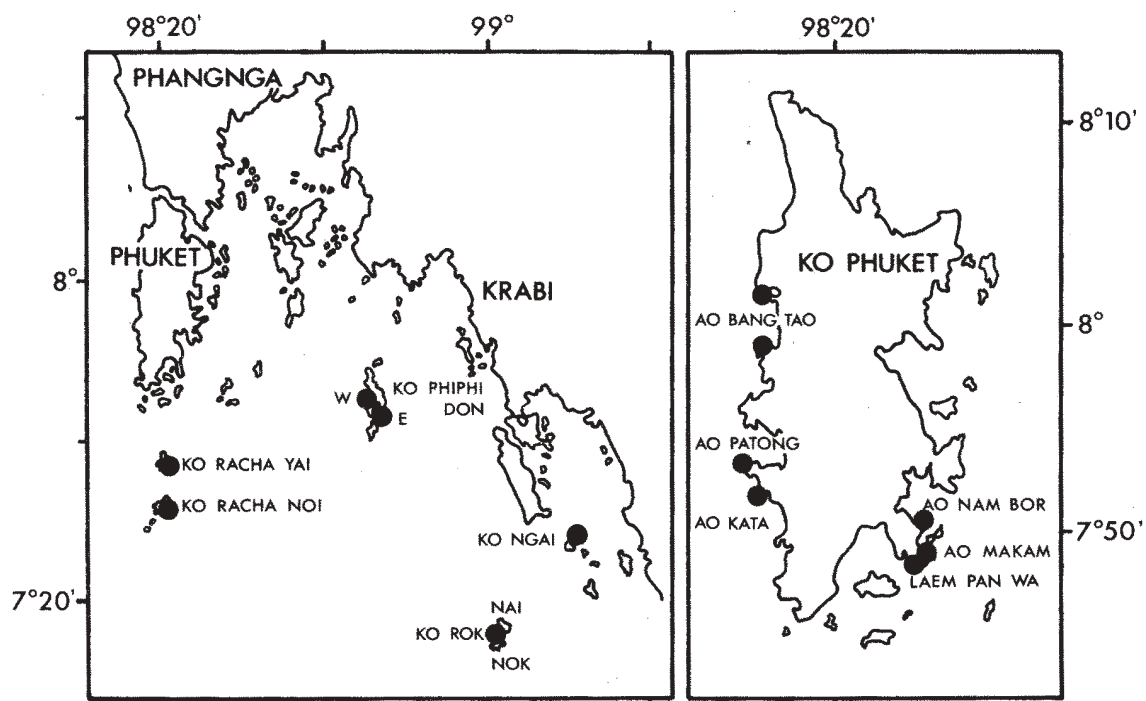 98°20'
99°
98°20'
PHANGNGA
PHUKET
8°
KRABI
W
KO PHIPHI
DON
E
KO RACHA YAI
KO RACHA NOI
KO NGAI
7°20'
NAI
KO ROK
NOK
8°10'
KO PHUKET
AO BANG TAO
8°
AO PATONG
AO KATA
AO NAM BOR
7°50'
AO MAKAM
LAEM PAN WA